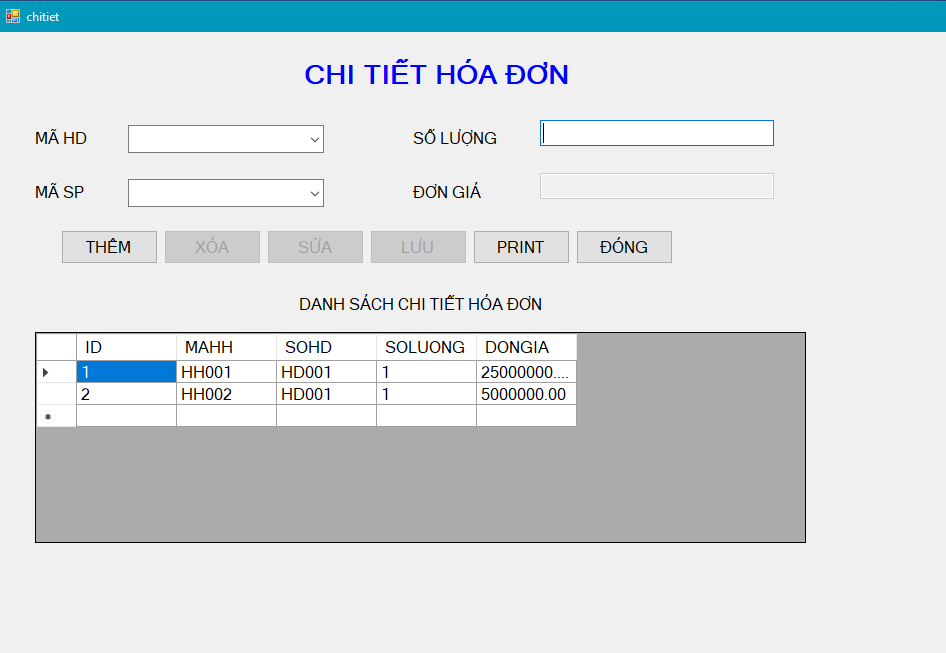 chitiet
CHI TIẾT HÓA ĐƠN
MÃ HD
SỐ LƯỢNG
MÃ SP
ĐƠN GIÁ
THÊM XÓA SỬA LƯU PRINT ĐÓNG
DANH SÁCH CHI TIẾT HÓA ĐƠN
ID MAHH SOHD SOLUONG DONGIA
1 HH001 HD001 1 25000000....
2 HH002 HD001 1 5000000.00